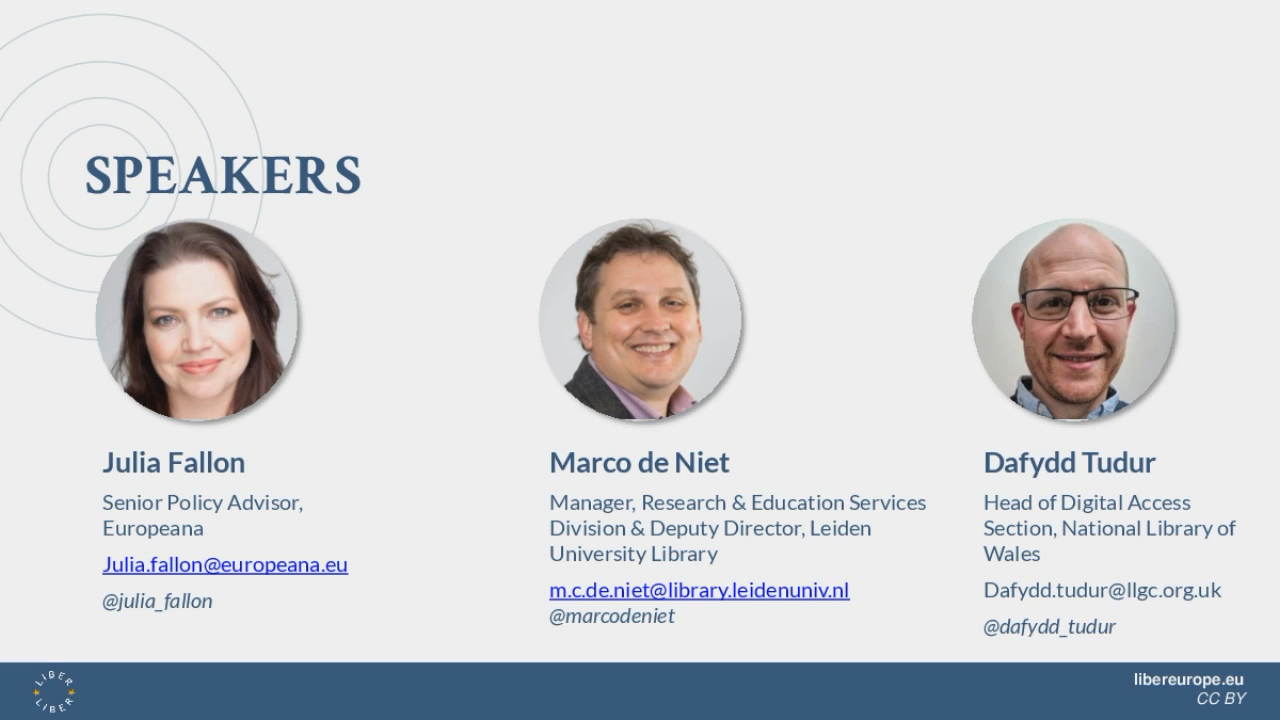 SPEAKERS
Julia Fallon
Senior Policy Advisor,
Europeana
Julia.fallon@europeana.eu
@julia_fallon
Marco de Niet
Manager, Research & Education Services
Division & Deputy Director, Leiden
University Library
m.c.de.niet@library.leidenuniv.nl
@marcodeniet
Dafydd Tudur
Head of Digital Access
Section, National Library of
Wales
Dafydd.tudur@llgc.org.uk
@dafydd_tudur
LIBER
LIBER
libereurope.eu
CC BY